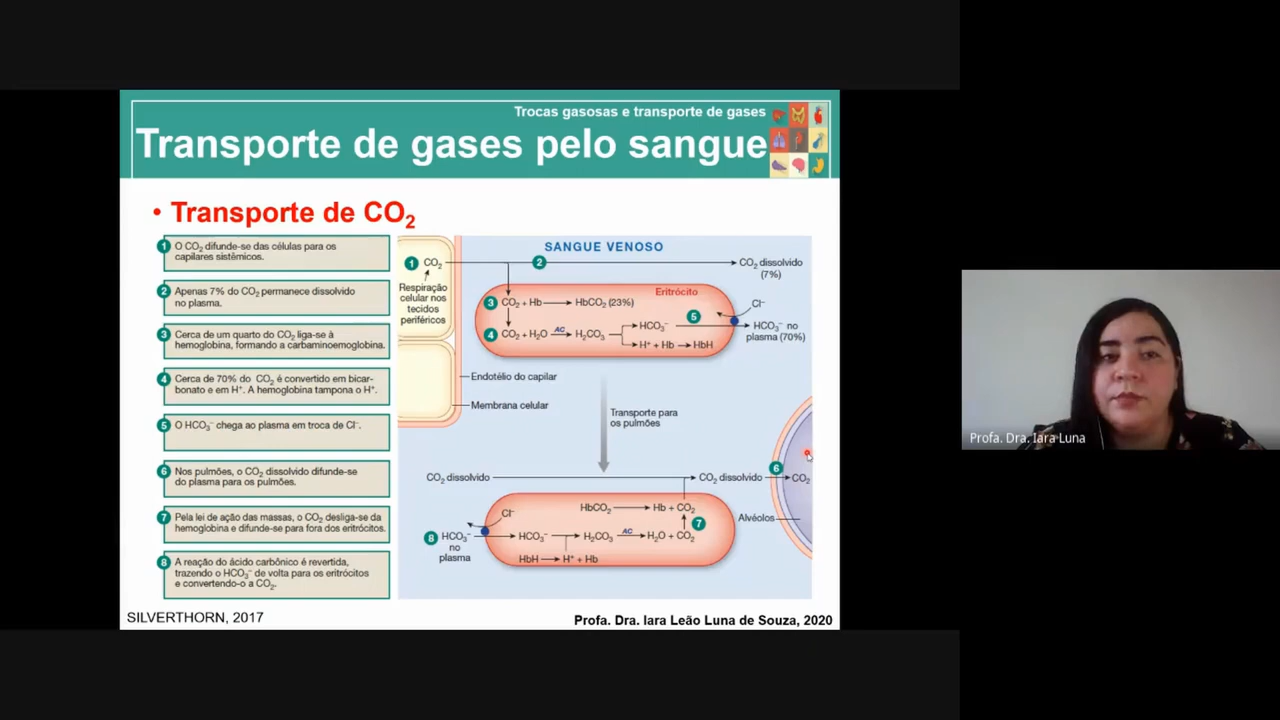 Trocas gasosas e transporte de gases
Transporte de gases pelo sangue
• Transporte de CO₂
1 O CO₂ difunde-se das células para os
capilares sistêmicos.
2 Apenas 7% do CO₂ permanece dissolvido
no plasma.
3 Cerca de um quarto do CO₂ liga-se à
hemoglobina, formando a carbaminoemoglobina.
4 Cerca de 70% do CO₂ é convertido em bicar-
bonato e em H⁺. A hemoglobina tampona o H⁺.
5 O HCO₃⁻ chega ao plasma em troca de Cl⁻.
6 Nos pulmões, o CO₂ dissolvido difunde-se
do plasma para os pulmões.
7 Pela lei de ação das massas, o CO₂ desliga-se da
hemoglobina e difunde-se para fora dos eritrócitos.
8 A reação do ácido carbônico é revertida,
trazendo o HCO₃⁻ de volta para os eritrócitos
e convertendo-o a CO₂.
SANGUE VENOSO
1 CO₂
2
CO₂ dissolvido
(7%)
Respiração
celular nos
tecidos
periféricos
Eritrócito
3 CO₂ + Hb → HbCO₂ (23%)
Cl⁻
4 CO₂ + H₂O AC → H₂CO₃
HCO₃⁻
5
HCO₃⁻ no
plasma (70%)
H⁺ + Hb → HbH
Endotélio do capilar
Membrana celular
Transporte para
os pulmões
CO₂ dissolvido → CO₂ dissolvido
6
CO₂
HbCO₂ → Hb + CO₂
Cl⁻
7
Alvéolos
8 HCO₃⁻
no
plasma
HCO₃⁻ → H₂CO₃ AC → H₂O + CO₂
HbH → H⁺ + Hb
SILVERTHORN, 2017
Profa. Dra. Iara Leão Luna de Souza, 2020
Profa. Dra. Iara Luna